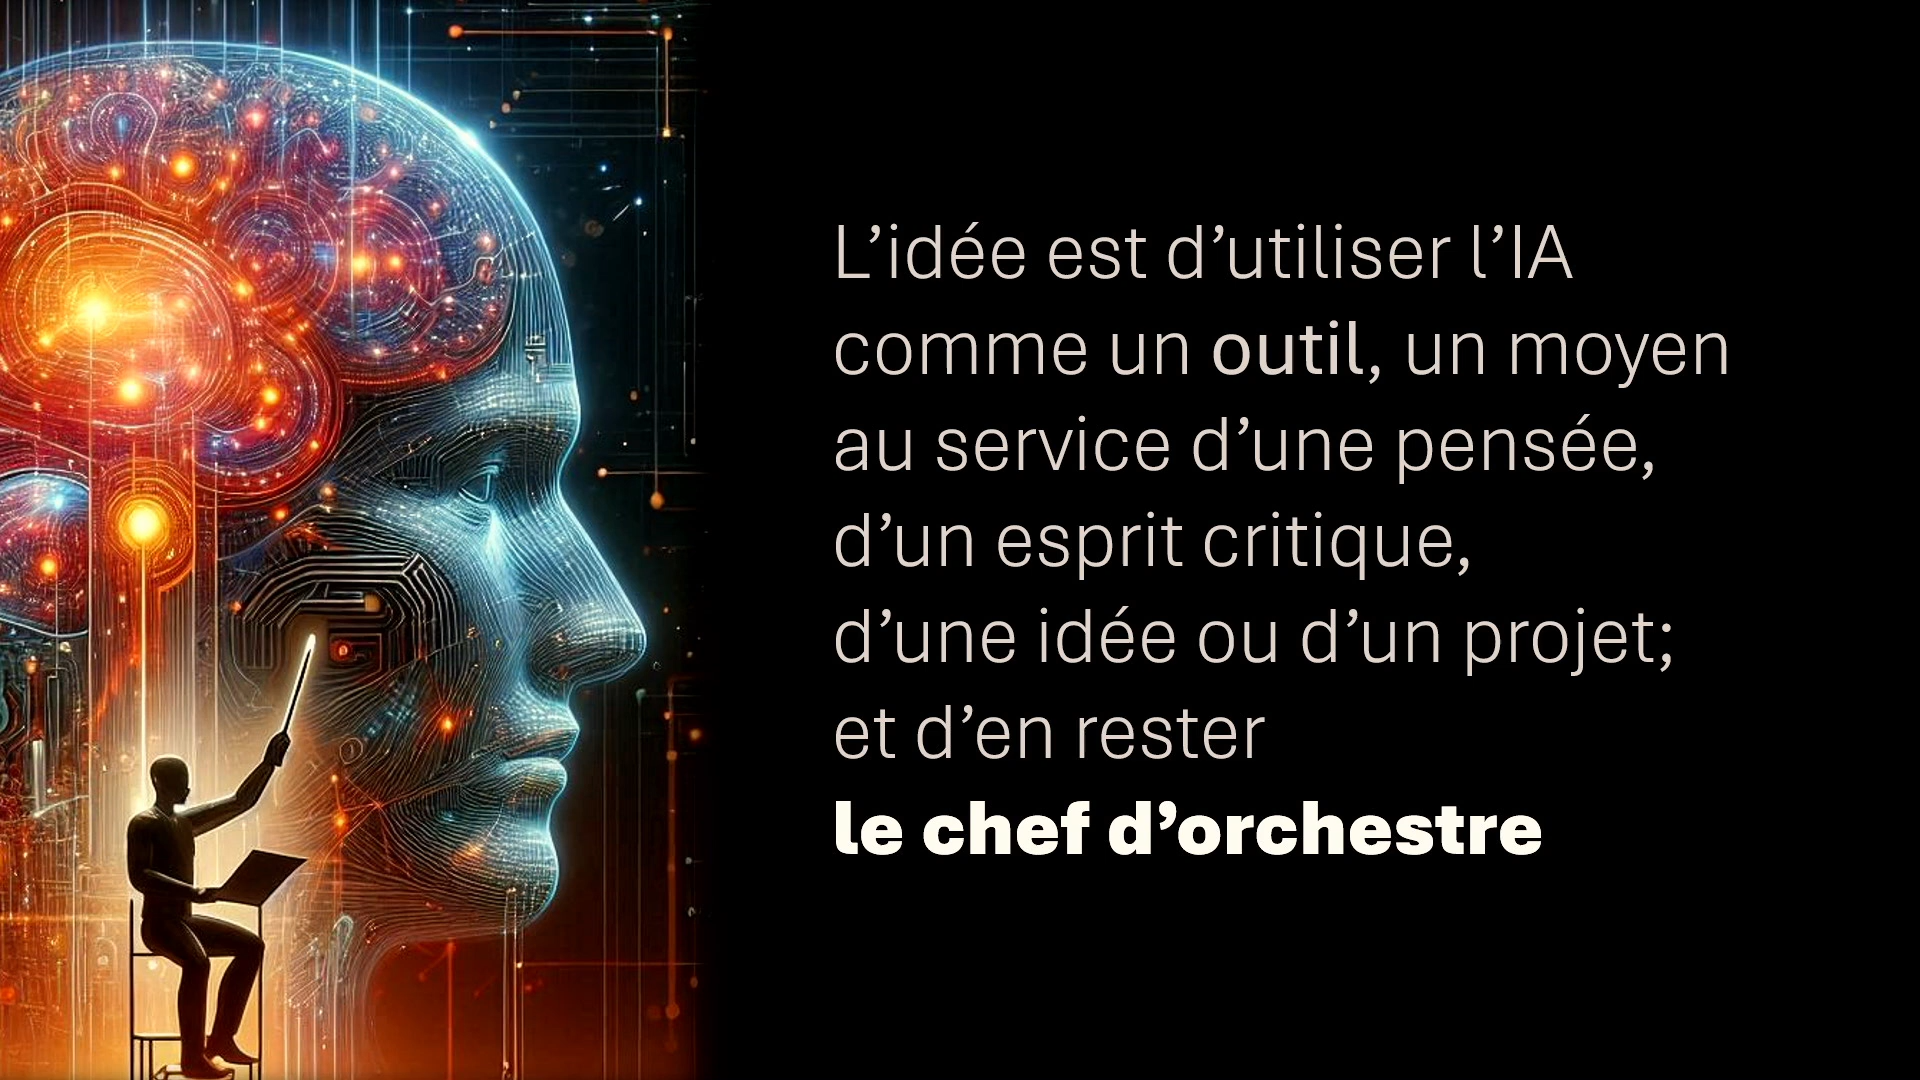 L’idée est d’utiliser l’IA
comme un outil, un moyen
au service d’une pensée,
d’un esprit critique,
d’une idée ou d’un projet;
et d’en rester
le chef d’orchestre